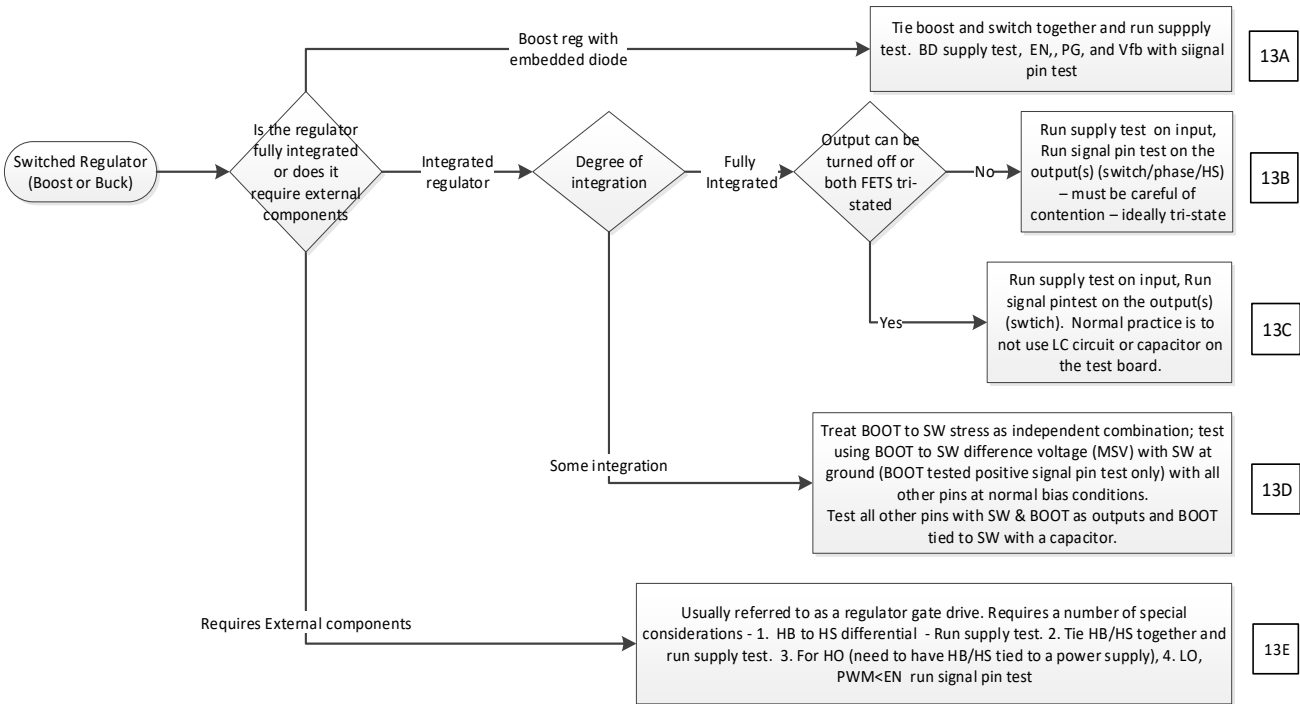 Boost reg with
embedded diode
Tie boost and switch together and run suppply
test.  BD supply test,  EN,, PG, and Vfb with siignal
pin test
13A
Switched Regulator
(Boost or Buck)
Is the regulator
fully integrated
or does it
require external
components
Integrated
regulator
Degree of
integration
Fully
Integrated
Output can be
turned off or
both FETS tri-
stated
No
Run supply test  on input,
Run signal pin test on the
output(s) (switch/phase/HS)
– must be careful of
contention – ideally tri-state
13B
Yes
Run supply test on input, Run
signal pintest on the output(s)
(swtich).  Normal practice is to
not use LC circuit or capacitor on
the test board.
13C
Some integration
Treat BOOT to SW stress as independent combination; test
using BOOT to SW difference voltage (MSV) with SW at
ground (BOOT tested positive signal pin test only) with all
other pins at normal bias conditions.
Test all other pins with SW & BOOT as outputs and BOOT
tied to SW with a capacitor.
13D
Requires External components
Usually referred to as a regulator gate drive. Requires a number of special
considerations - 1.  HB to HS differential  - Run supply test. 2. Tie HB/HS together and
run supply test.  3. For HO (need to have HB/HS tied to a power supply), 4. LO,
PWM<EN  run signal pin test
13E